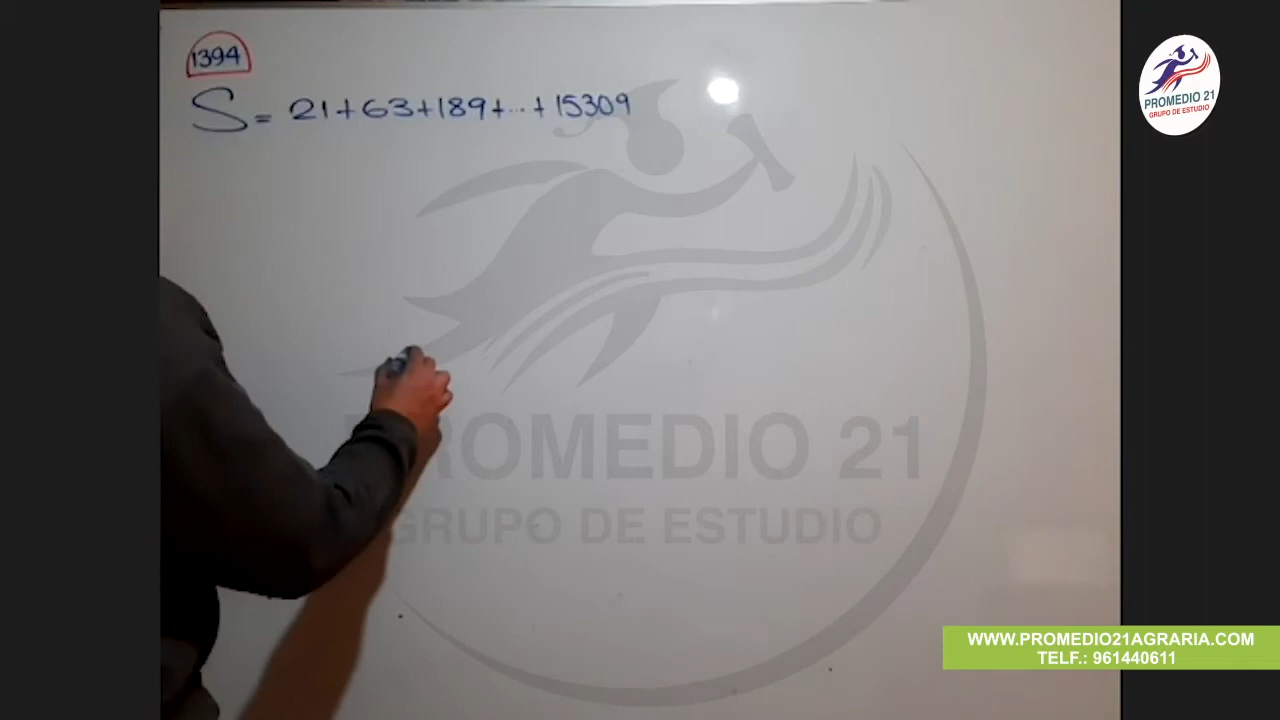 1394
S = 21+63+189+...+15309
PROMEDIO 21
GRUPO DE ESTUDIO
PROMEDIO 21
GRUPO DE ESTUDIO
WWW.PROMEDIO21AGRARIA.COM
TELF.: 961440611